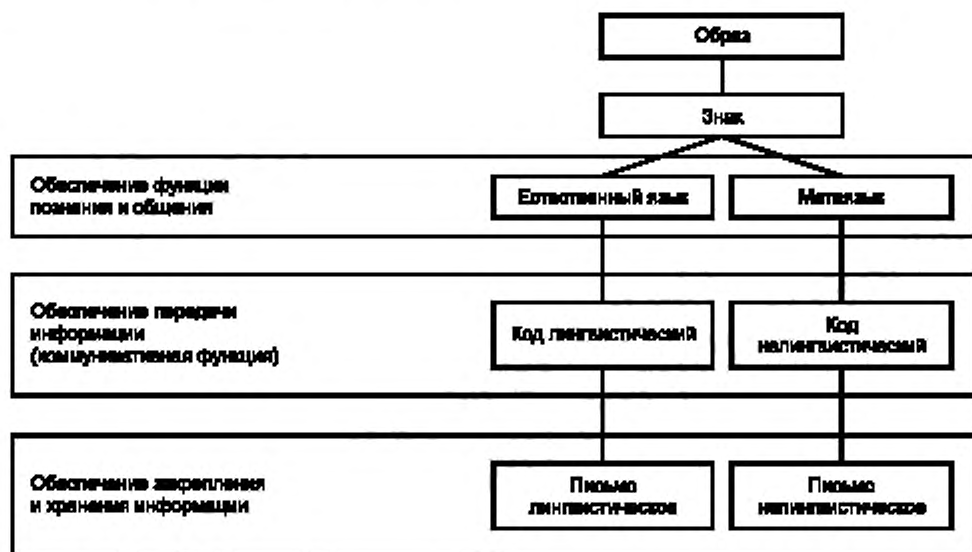 Образ
Знак
Обеспечение функции
познания и общения
Естественный язык
Метаязык
Обеспечение передачи
информации
(коммуникативная функция)
Код лингвистический
Код
нелингвистический
Обеспечение закрепления
и хранения информации
Письмо
лингвистическое
Письмо
нелингвистическое